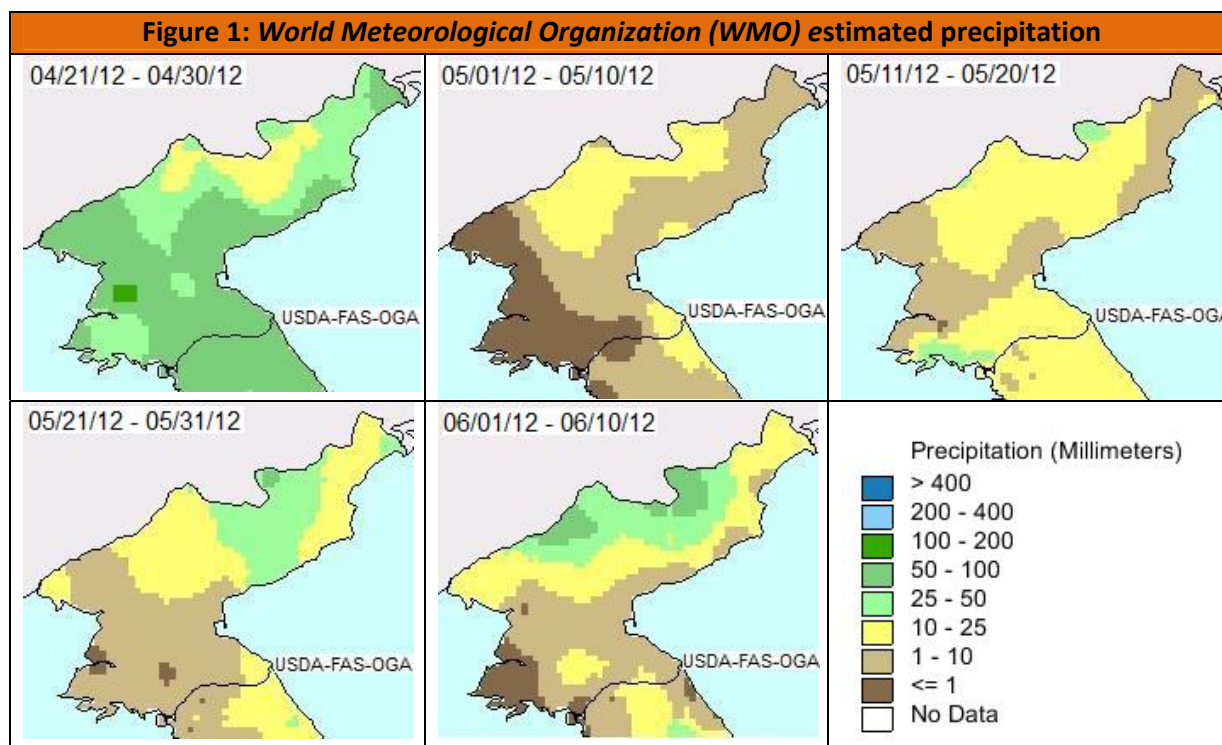 Figure 1: World Meteorological Organization (WMO) estimated precipitation
04/21/12 - 04/30/12
USDA-FAS-OGA
05/01/12 - 05/10/12
USDA-FAS-OGA
05/11/12 - 05/20/12
USDA-FAS-OGA
05/21/12 - 05/31/12
USDA-FAS-OGA
06/01/12 - 06/10/12
USDA-FAS-OGA
Precipitation (Millimeters)
> 400
200 - 400
100 - 200
50 - 100
25 - 50
10 - 25
1 - 10
<= 1
No Data